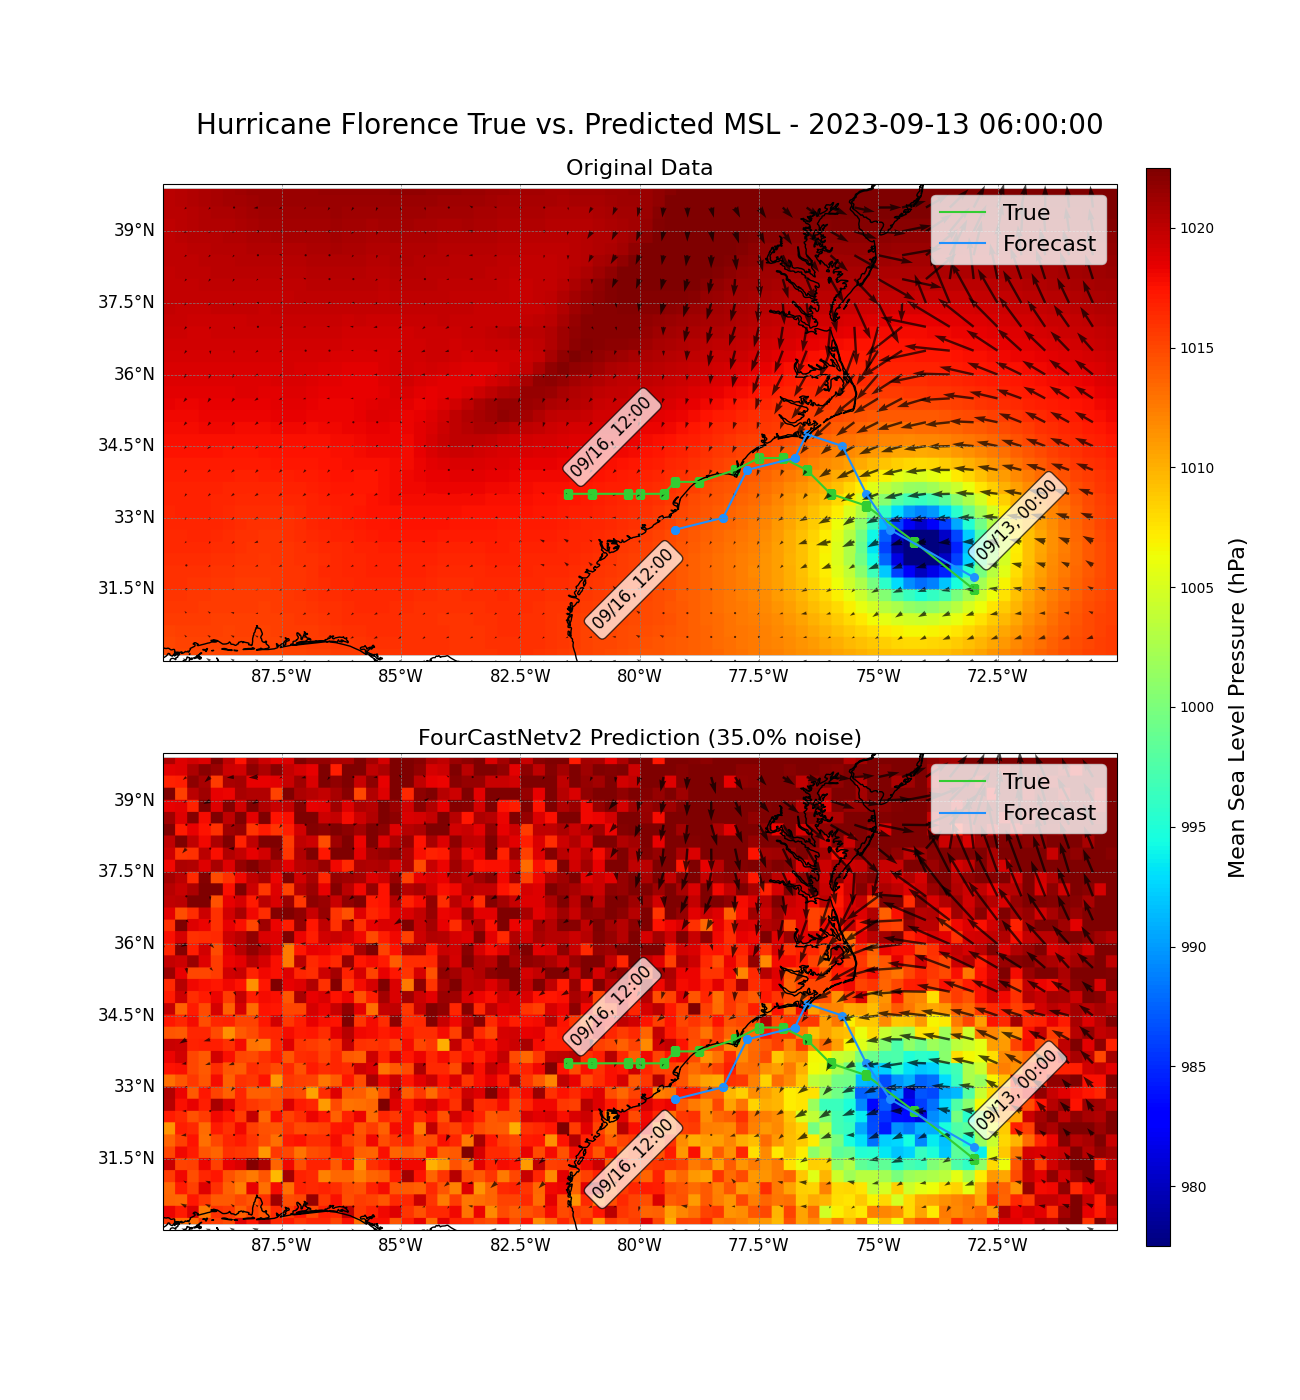 Hurricane Florence True vs. Predicted MSL - 2023-09-13 06:00:00
Original Data
True
Forecast
39°N
37.5°N
36°N
34.5°N
33°N
31.5°N
09/16, 12:00
09/16, 12:00
09/13, 00:00
87.5°W
85°W
82.5°W
80°W
77.5°W
75°W
72.5°W
FourCastNetv2 Prediction (35.0% noise)
True
Forecast
39°N
37.5°N
36°N
34.5°N
33°N
31.5°N
09/16, 12:00
09/16, 12:00
09/13, 00:00
87.5°W
85°W
82.5°W
80°W
77.5°W
75°W
72.5°W
1020
1015
1010
1005
1000
995
990
985
980
Mean Sea Level Pressure (hPa)